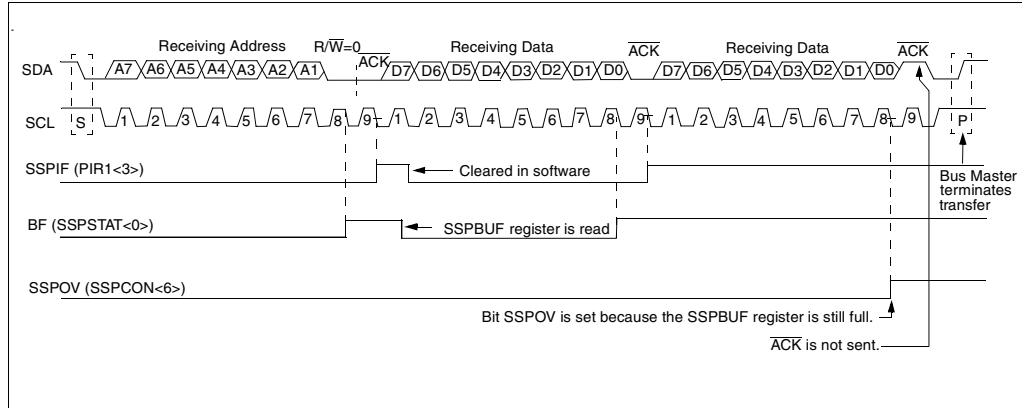 Receiving Address R/W̅=0 A̅C̅K̅ Receiving Data A̅C̅K̅ Receiving Data A̅C̅K̅
SDA A7 A6 A5 A4 A3 A2 A1 D7 D6 D5 D4 D3 D2 D1 D0 D7 D6 D5 D4 D3 D2 D1 D0
SCL S 1 2 3 4 5 6 7 8 9 1 2 3 4 5 6 7 8 9 1 2 3 4 5 6 7 8 9 P
SSPIF (PIR1<3>) Cleared in software
Bus Master
terminates
transfer
BF (SSPSTAT<0>) SSPBUF register is read
SSPOV (SSPCON<6>)
Bit SSPOV is set because the SSPBUF register is still full.
A̅C̅K̅ is not sent.